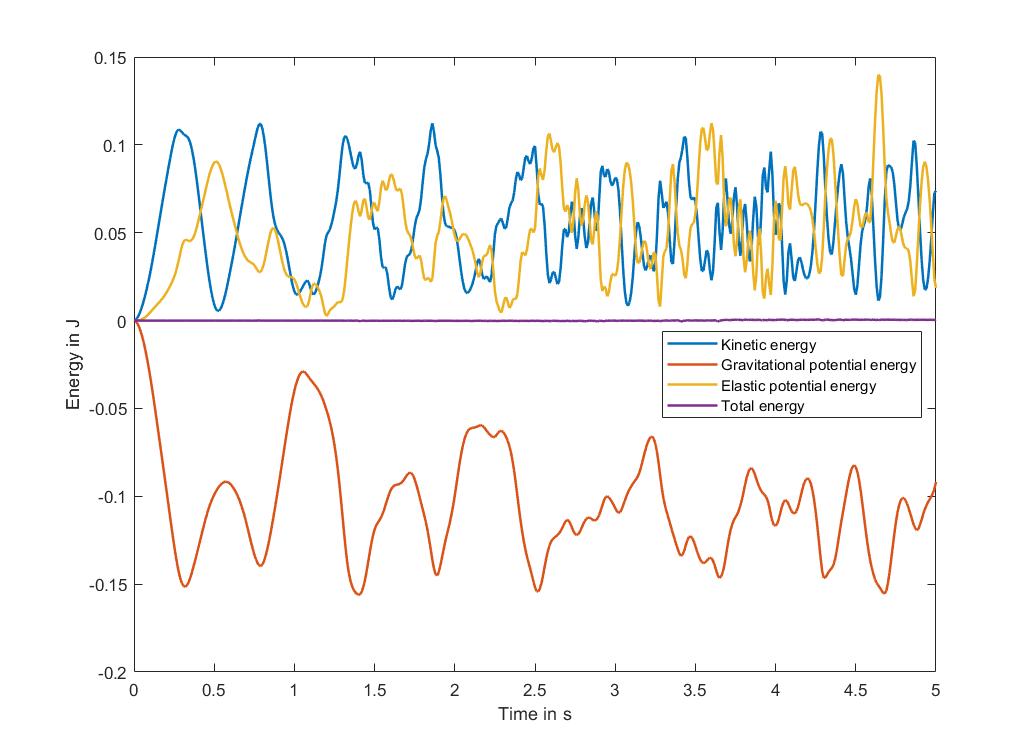 0.15
0.1
0.05
0
-0.05
-0.1
-0.15
-0.2
Energy in J
Kinetic energy
Gravitational potential energy
Elastic potential energy
Total energy
0 0.5 1 1.5 2 2.5 3 3.5 4 4.5 5
Time in s